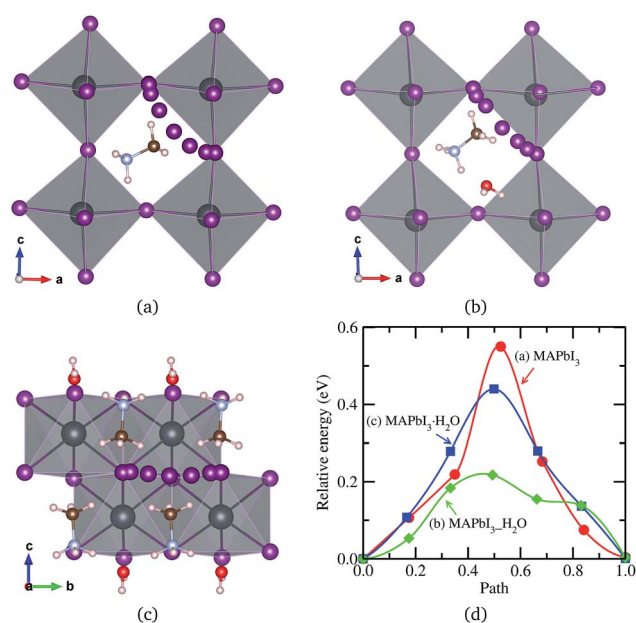 c
a
(a)
c
a
(b)
c
a
b
(c)
0.6
0.4
0.2
0.0
Relative energy (eV)
(a) MAPbI₃
(c) MAPbI₃·H₂O
(b) MAPbI₃_H₂O
0
0.2
0.4
0.6
0.8
1.0
Path
(d)